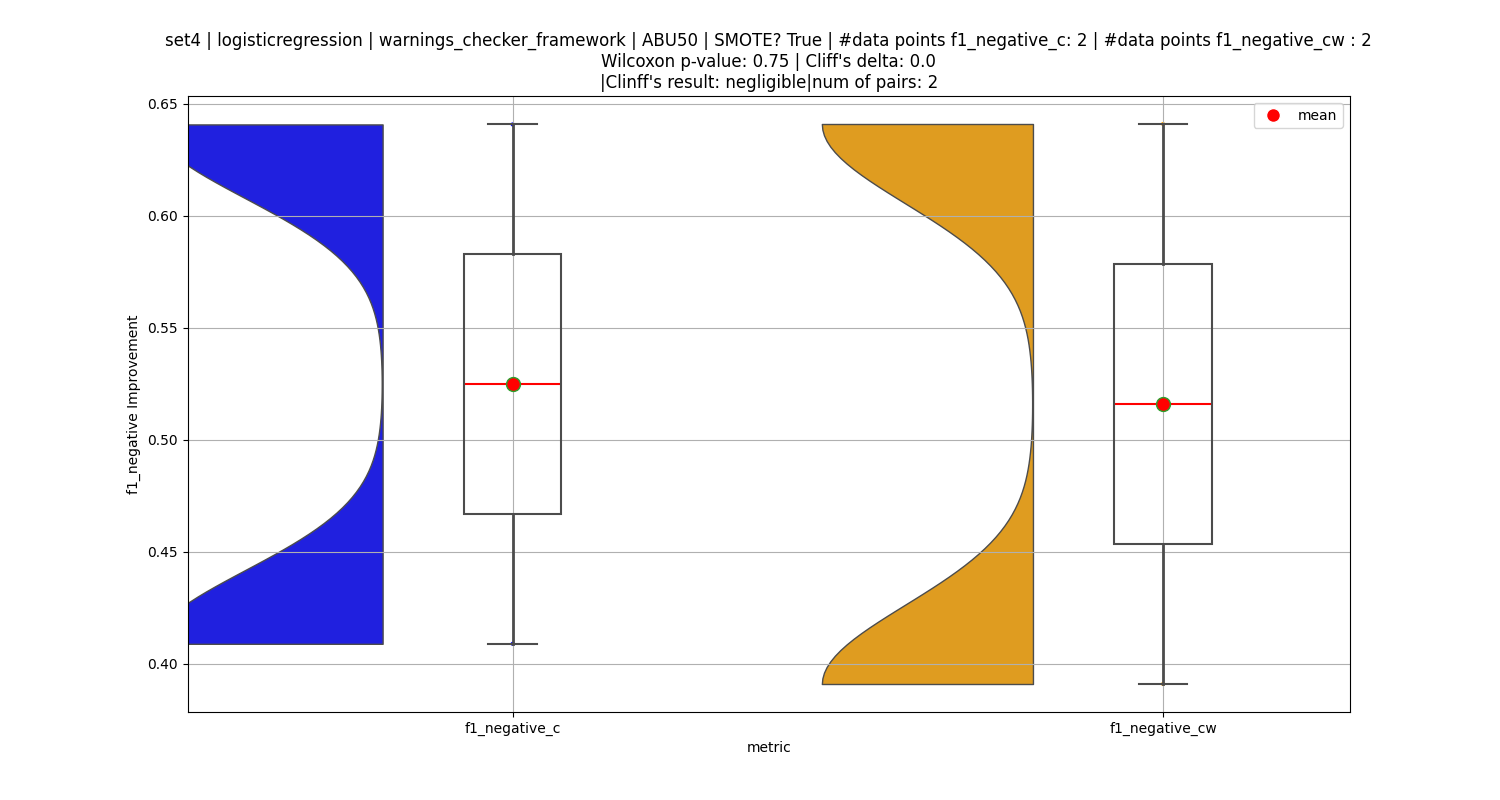 set4 | logisticregression | warnings_checker_framework | ABU50 | SMOTE? True | #data points f1_negative_c: 2 | #data points f1_negative_cw : 2
Wilcoxon p-value: 0.75 | Cliff's delta: 0.0
|Clinff's result: negligible|num of pairs: 2
mean
0.65
0.60
0.55
0.50
0.45
0.40
f1_negative Improvement
f1_negative_c
f1_negative_cw
metric